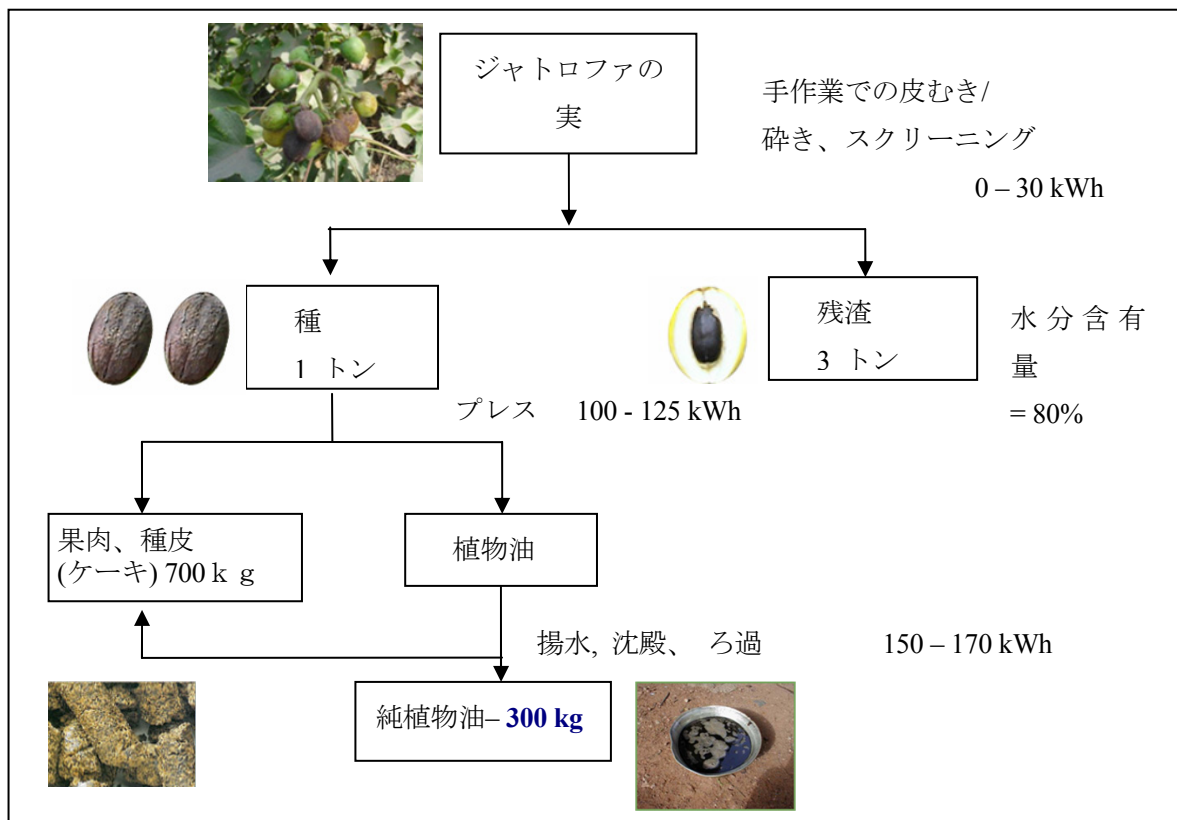 ジャトロファの
実
手作業での皮むき/
砕き、スクリーニング
0 – 30 kWh
種
1 トン
残渣
3 トン
水分含有
量
= 80%
プレス 100 - 125 kWh
果肉、種皮
(ケーキ) 700ｋｇ
植物油
揚水, 沈殿、 ろ過 150 – 170 kWh
純植物油– 300 kg